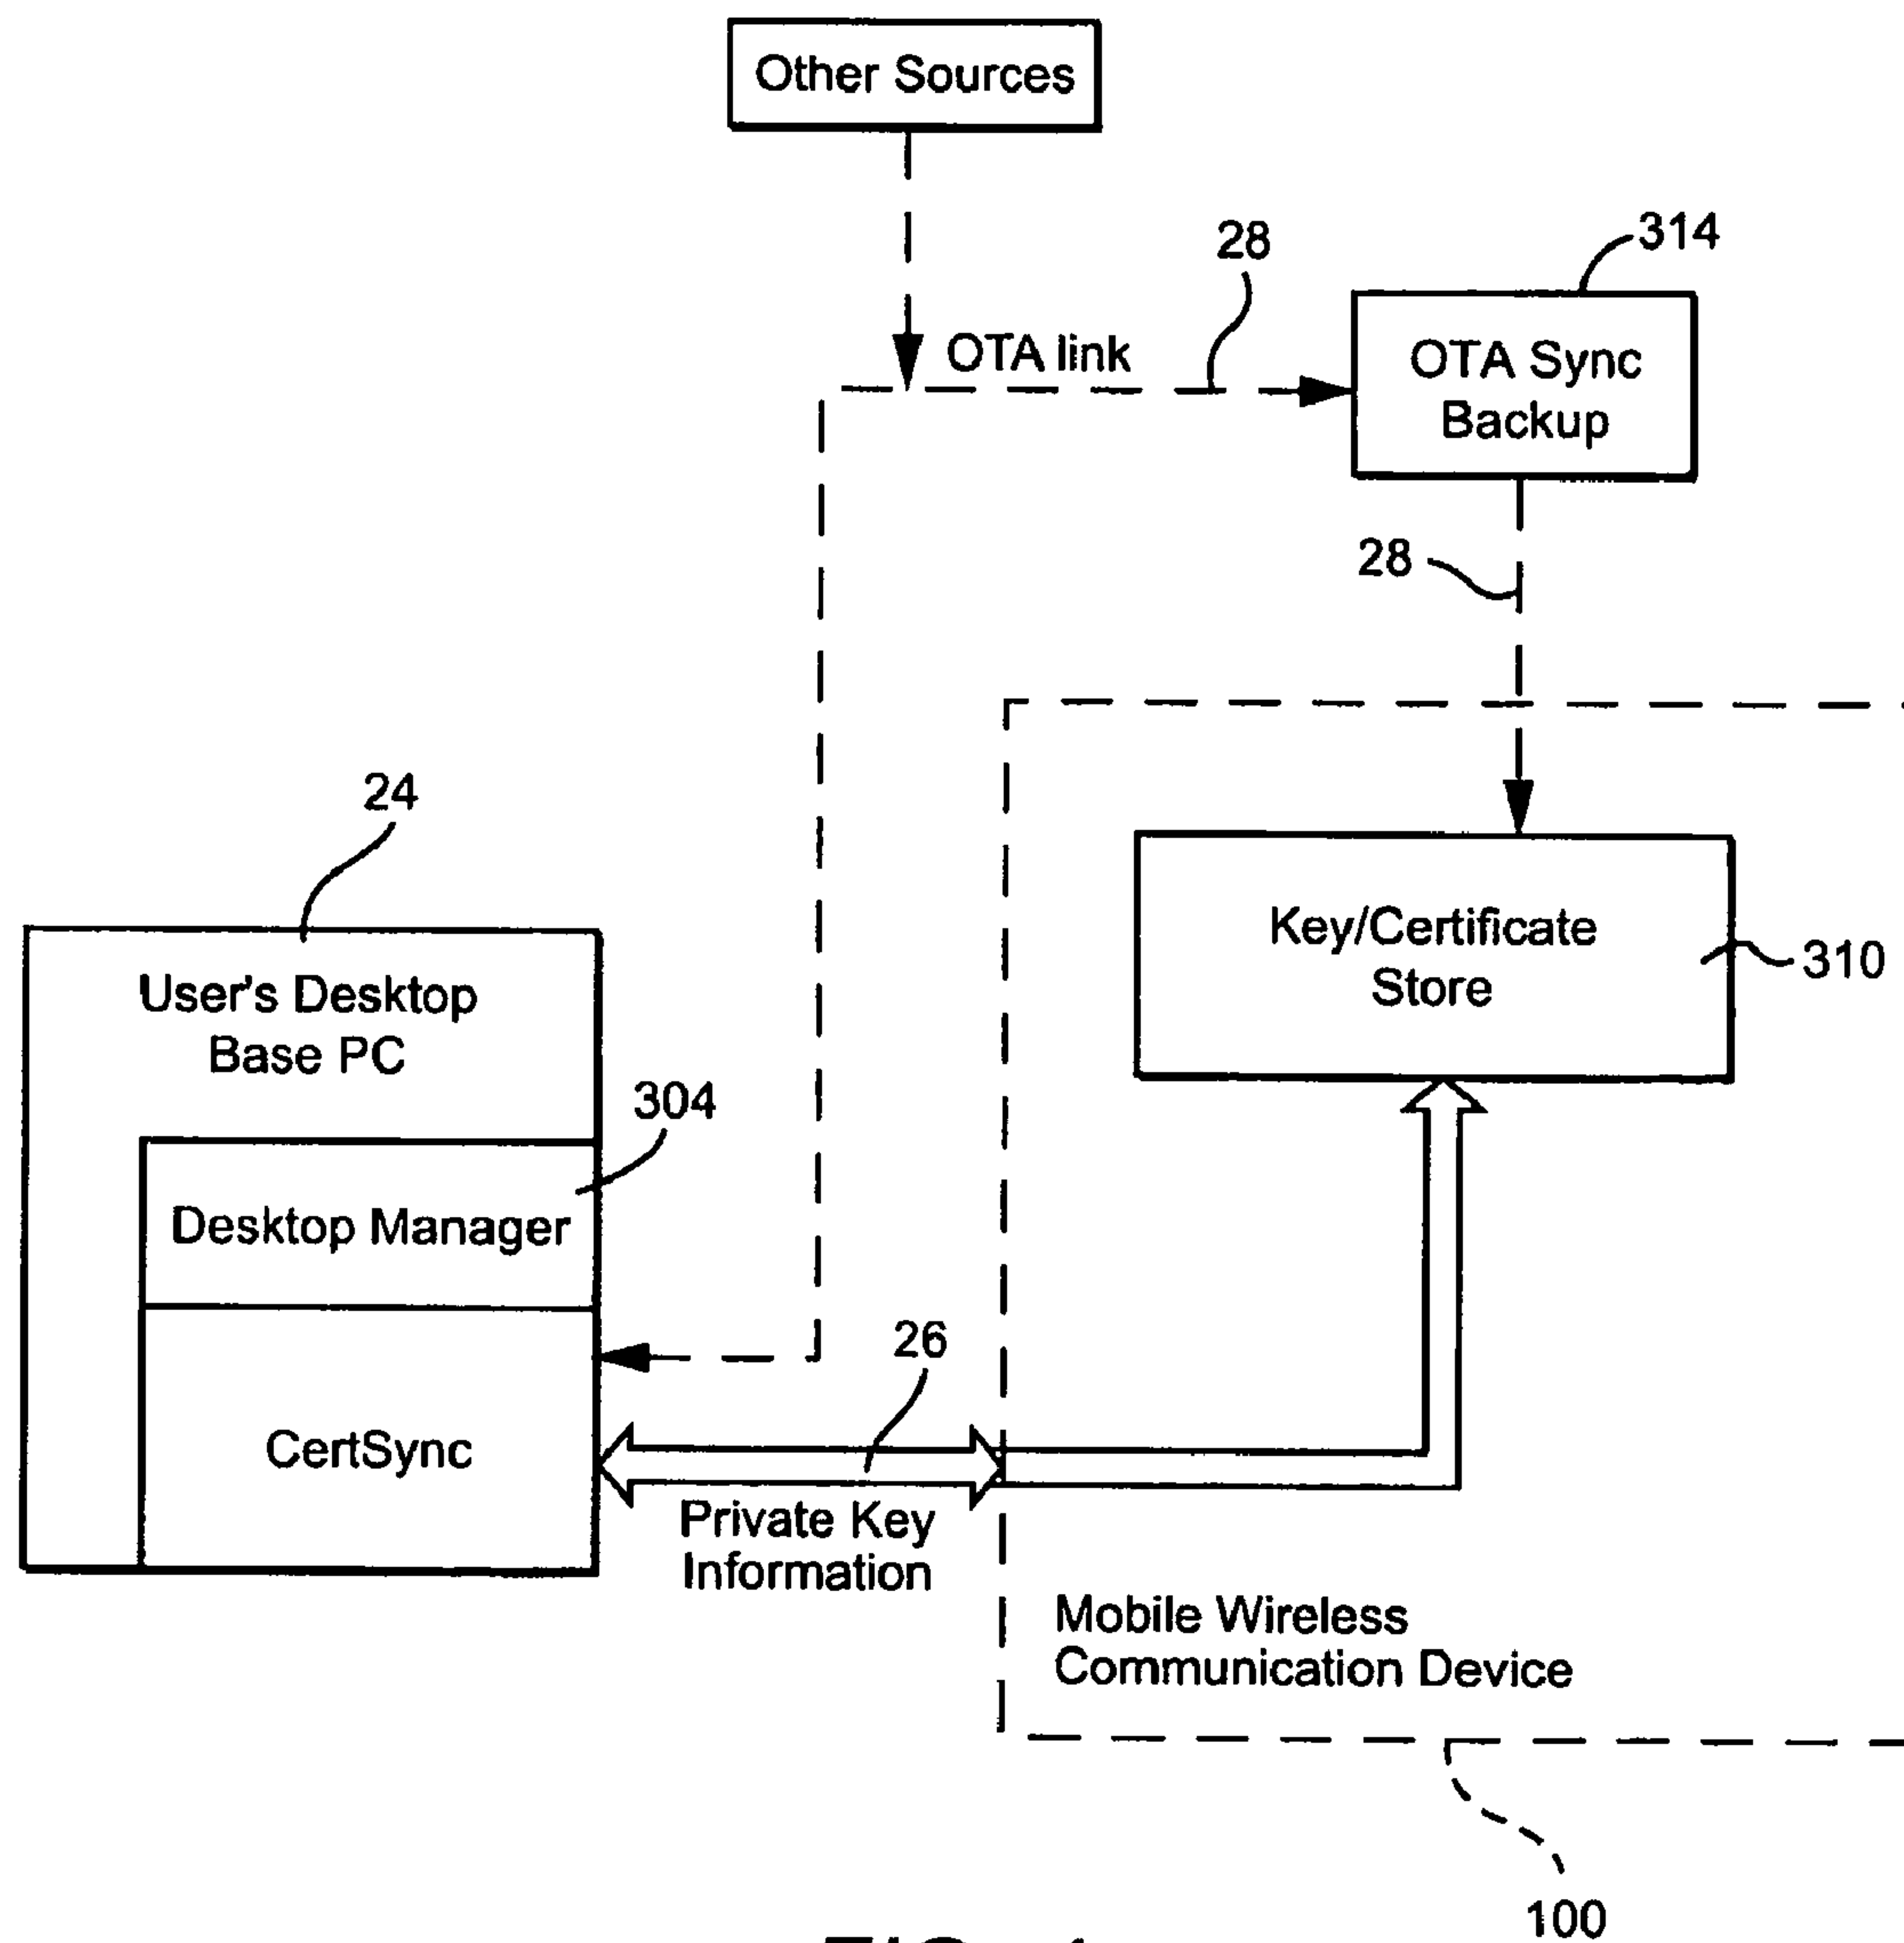 Other Sources
314
28
OTA link
OTA Sync
Backup
28
24
Key/Certificate
Store
310
User's Desktop
Base PC
304
Desktop Manager
26
CertSync
Private Key
Information
Mobile Wireless
Communication Device
100